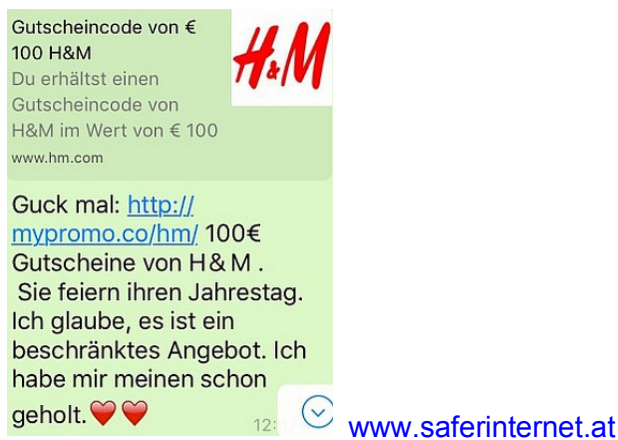 Gutscheincode von €
100 H&M
Du erhältst einen
Gutscheincode von
H&M im Wert von € 100
www.hm.com
H&M
Guck mal: http://
mypromo.co/hm/ 100€
Gutscheine von H& M .
Sie feiern ihren Jahrestag.
Ich glaube, es ist ein
beschränktes Angebot. Ich
habe mir meinen schon
geholt.❤️❤️
12:
www.saferinternet.at